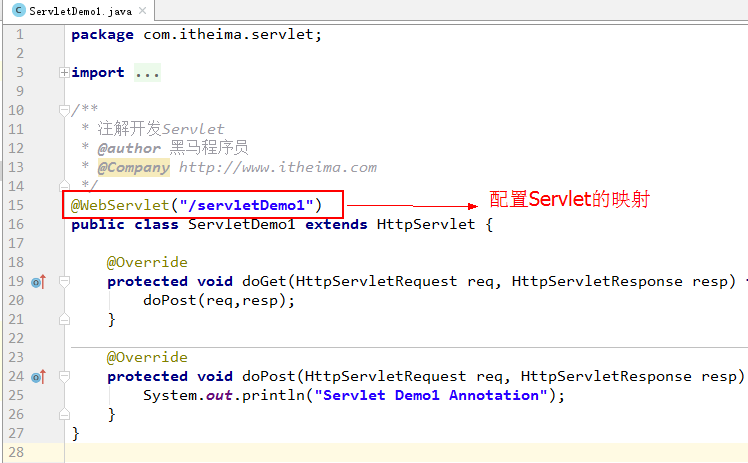 ServletDemo1.java
1 package com.itheima.servlet;
2
3 import ...
9
10 /**
11 * 注解开发Servlet
12 * @author 黑马程序员
13 * @Company http://www.itheima.com
14 */
15 @WebServlet("/servletDemo1") 配置Servlet的映射
16 public class ServletDemo1 extends HttpServlet {
17
18 @Override
19 protected void doGet(HttpServletRequest req, HttpServletResponse resp)
20 doPost(req,resp);
21 }
22
23 @Override
24 protected void doPost(HttpServletRequest req, HttpServletResponse resp)
25 System.out.println("Servlet Demo1 Annotation");
26 }
27 }
28